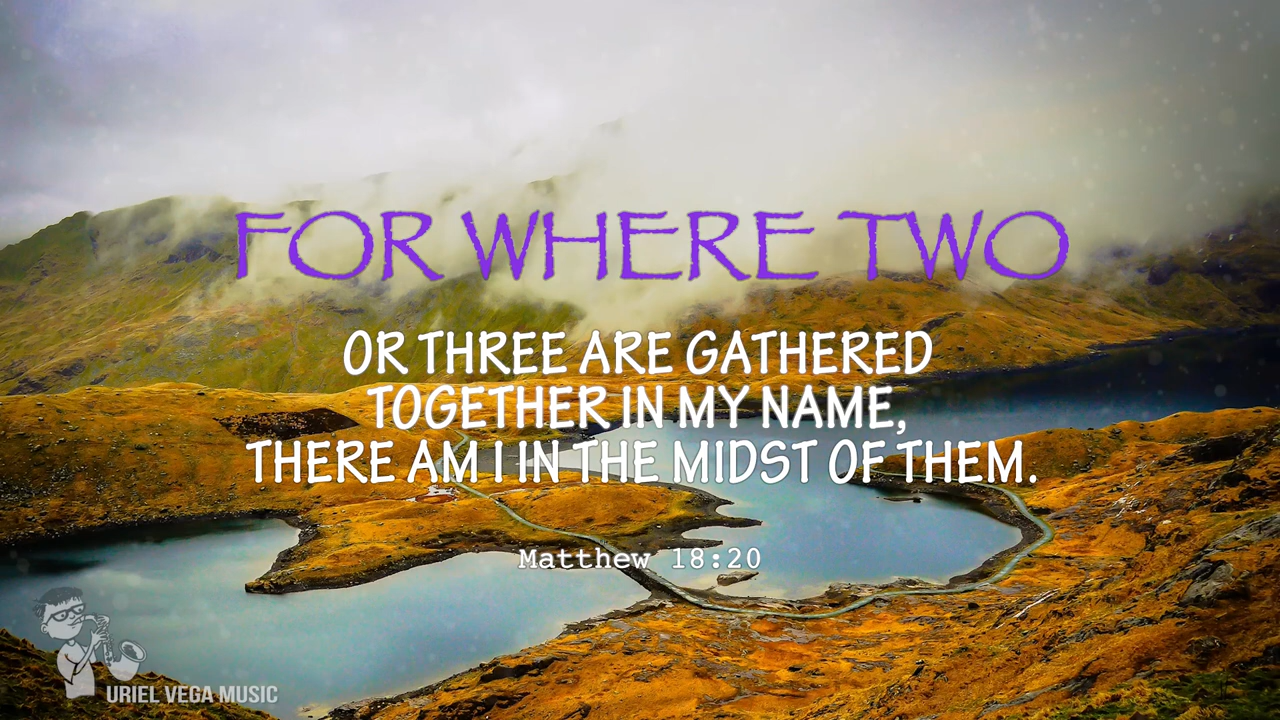 FOR WHERE TWO
OR THREE ARE GATHERED
TOGETHER IN MY NAME,
THERE AM I IN THE MIDST OF THEM.
Matthew 18:20
URIEL VEGA MUSIC